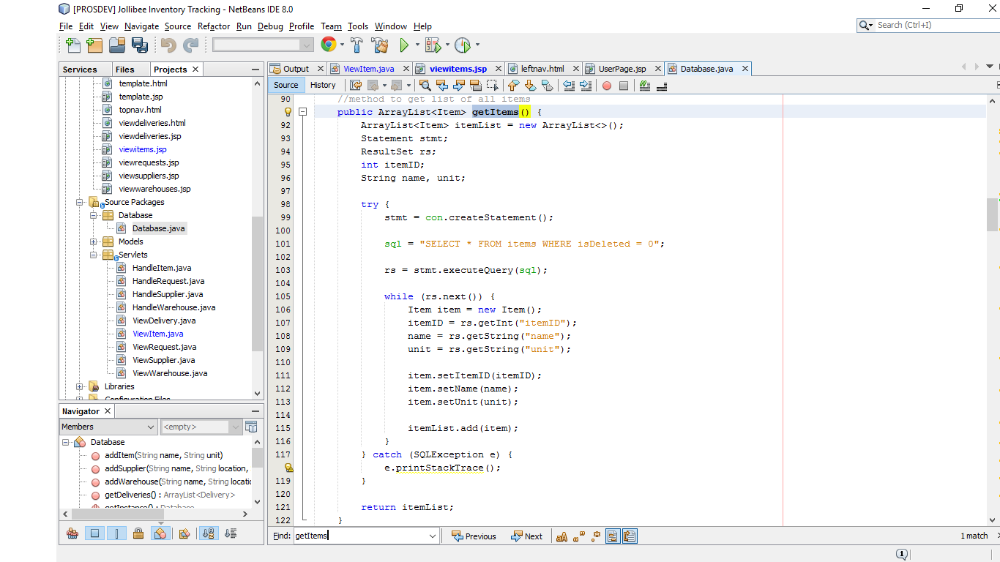 [PROSDEV] Jollibee Inventory Tracking - NetBeans IDE 8.0
File Edit View Navigate Source Refactor Run Debug Profile Team Tools Window Help
Search (Ctrl+I)
Services Files Projects
template.html
template.jsp
topnav.html
viewdeliveries.html
viewdeliveries.jsp
viewitems.jsp
viewrequests.jsp
viewsuppliers.jsp
viewwarehouses.jsp
Source Packages
Database
Database.java
Models
Servlets
HandleItem.java
HandleRequest.java
HandleSupplier.java
HandleWarehouse.java
ViewDelivery.java
ViewItem.java
ViewRequest.java
ViewSupplier.java
ViewWarehouse.java
Libraries
Configuration Files
Navigator
Members <empty>
Database
addItem(String name, String unit)
addSupplier(String name, String location,
addWarehouse(String name, String locatio
getDeliveries() : ArrayList<Delivery>
getInstance() : Database
Output ViewItem.java viewitems.jsp leftnav.html UserPage.jsp Database.java
Source History
90 //method to get list of all items
public ArrayList<Item> getItems() {
92 ArrayList<Item> itemList = new ArrayList<>();
93 Statement stmt;
94 ResultSet rs;
95 int itemID;
96 String name, unit;
97
98 try {
99 stmt = con.createStatement();
100
101 sql = "SELECT * FROM items WHERE isDeleted = 0";
102
103 rs = stmt.executeQuery(sql);
104
105 while (rs.next()) {
106 Item item = new Item();
107 itemID = rs.getInt("itemID");
108 name = rs.getString("name");
109 unit = rs.getString("unit");
110
111 item.setItemID(itemID);
112 item.setName(name);
113 item.setUnit(unit);
114
115 itemList.add(item);
116 }
117 } catch (SQLException e) {
e.printStackTrace();
119 }
120
121 return itemList;
122 }
Find: getItems Previous Next 1 match
1